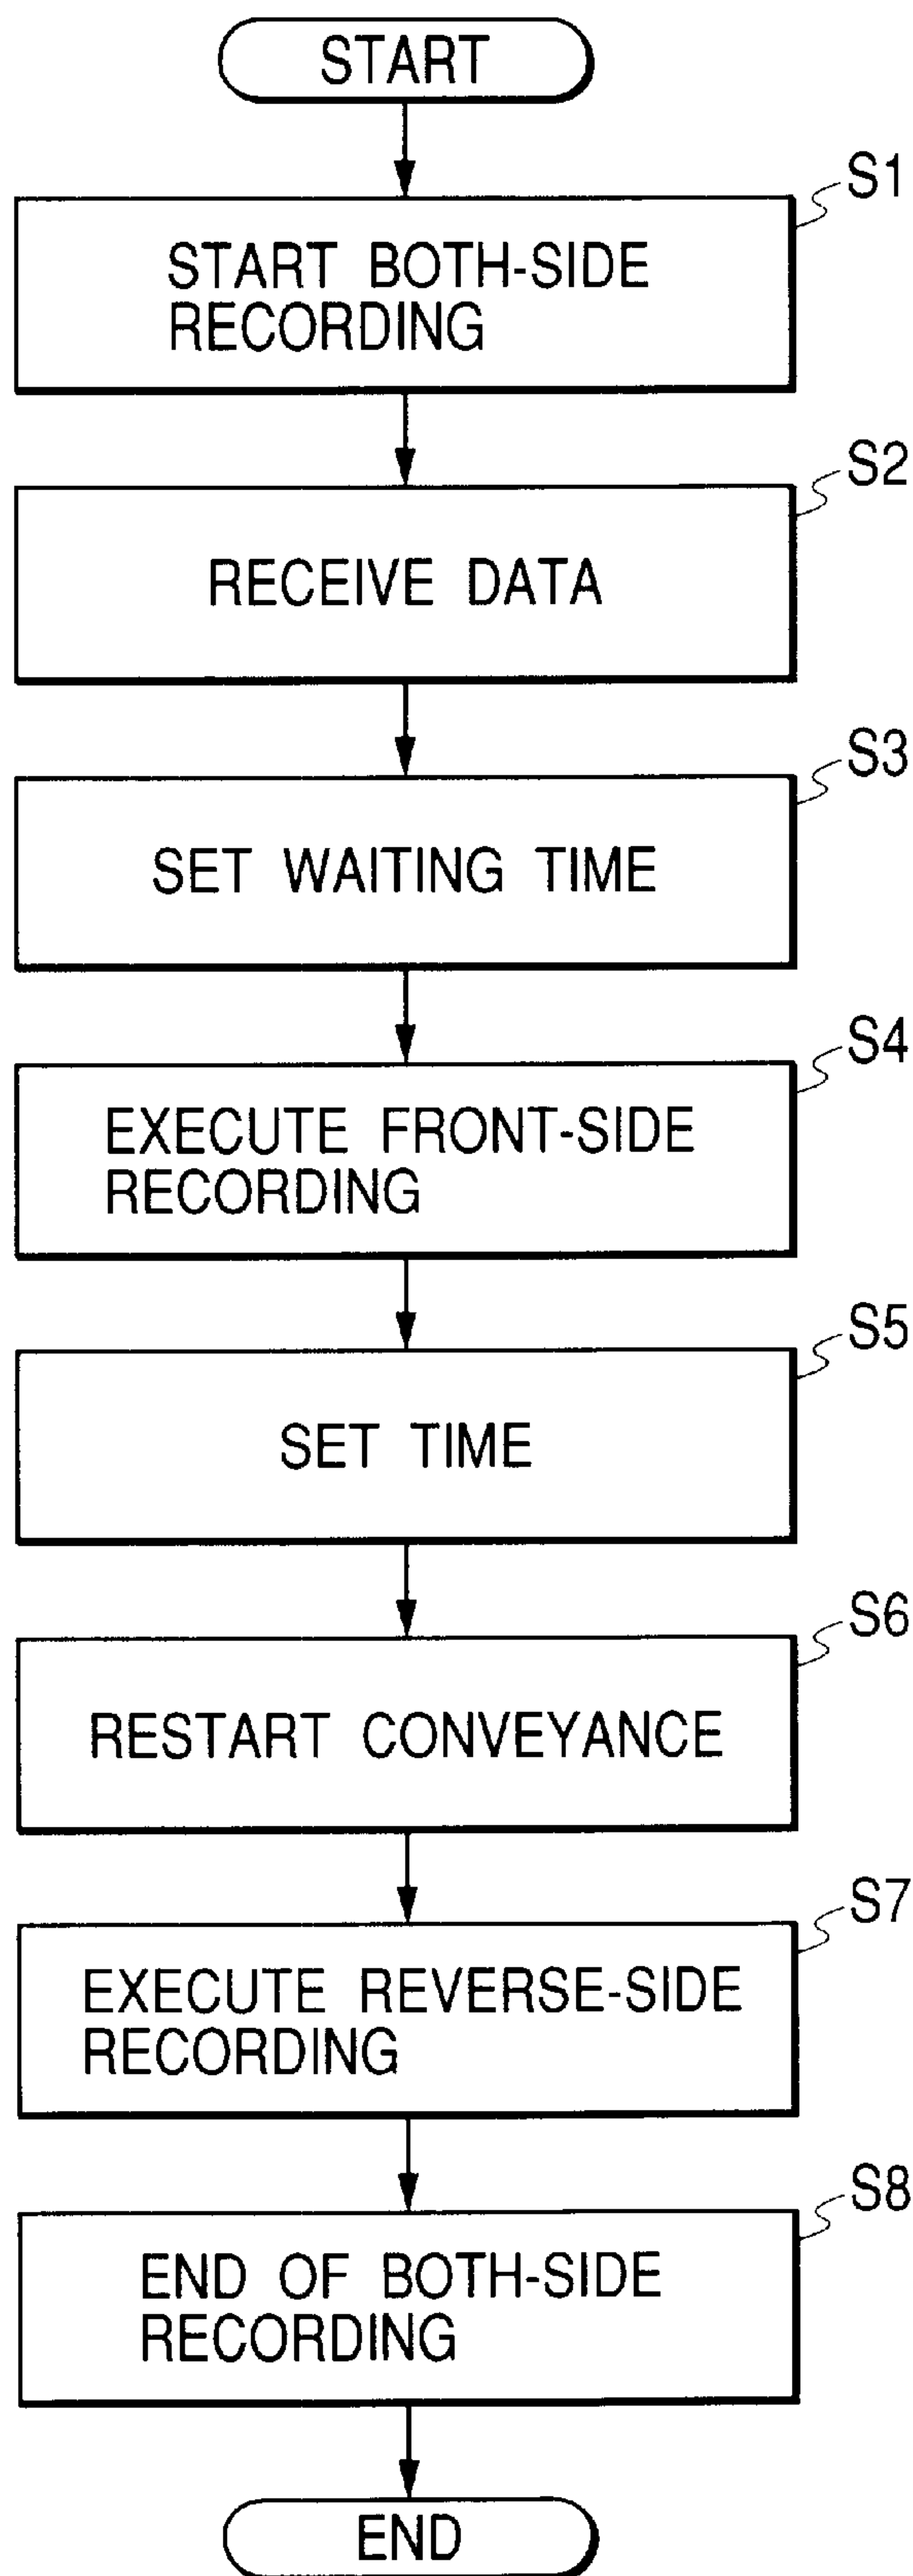 START
S1
START BOTH-SIDE
RECORDING
S2
RECEIVE DATA
S3
SET WAITING TIME
S4
EXECUTE FRONT-SIDE
RECORDING
S5
SET TIME
S6
RESTART CONVEYANCE
S7
EXECUTE REVERSE-SIDE
RECORDING
S8
END OF BOTH-SIDE
RECORDING
END